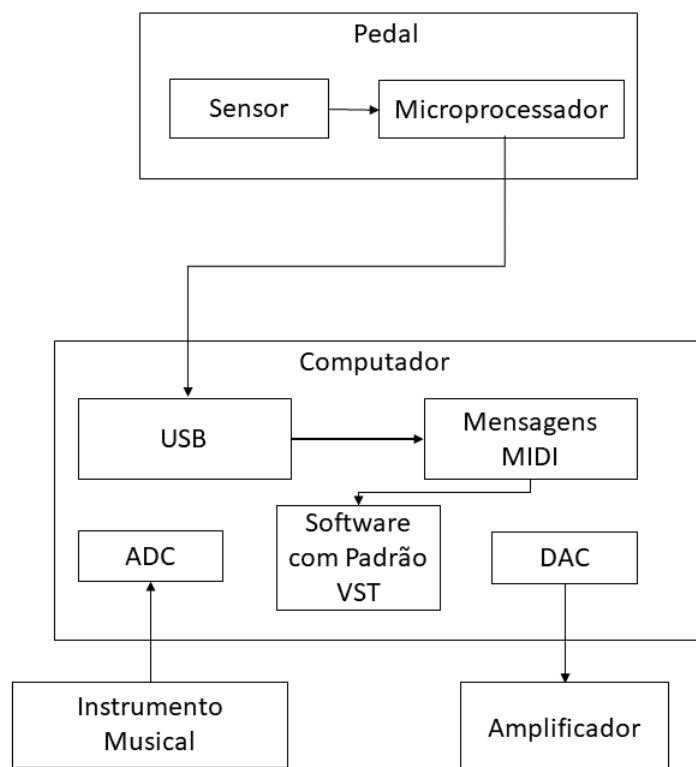 Pedal
Sensor
Microprocessador
Computador
USB
Mensagens
MIDI
Software
com Padrão
VST
ADC
DAC
Instrumento
Musical
Amplificador